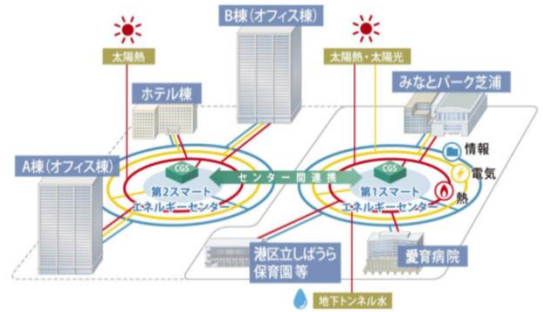 B棟(オフィス棟)
太陽熱
太陽熱・太陽光
ホテル棟
みなとパーク芝浦
A棟(オフィス棟)
CGS
第2スマート
エネルギーセンター
センター間連携
CGS
第1スマート
エネルギーセンター
情報
電気
熱
港区立しばうら
保育園等
愛育病院
地下トンネル水